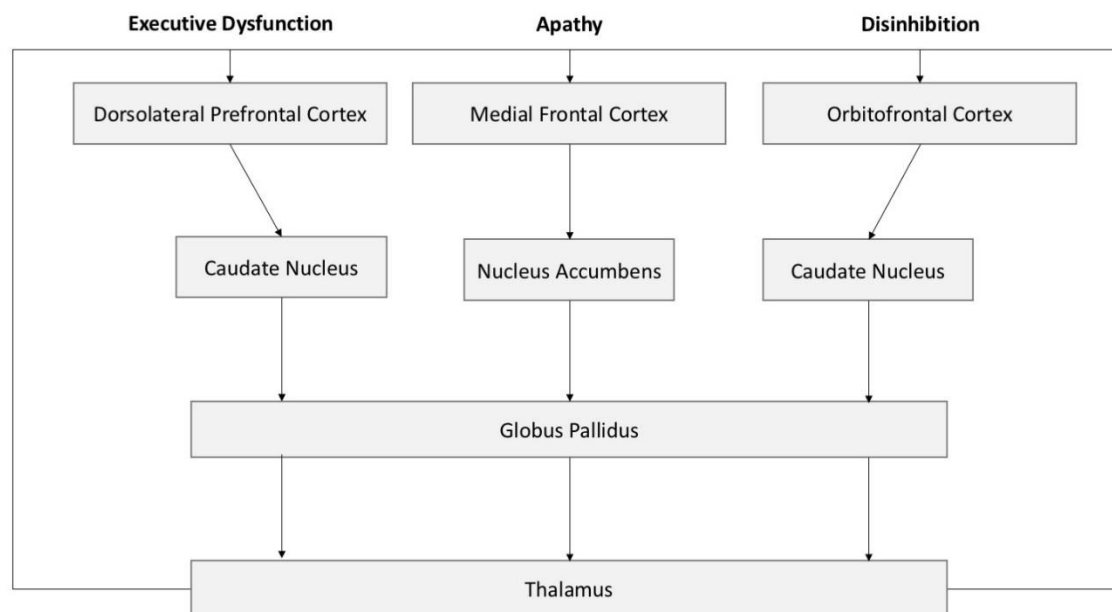 Executive Dysfunction Apathy Disinhibition
Dorsolateral Prefrontal Cortex Medial Frontal Cortex Orbitofrontal Cortex
Caudate Nucleus Nucleus Accumbens Caudate Nucleus
Globus Pallidus
Thalamus